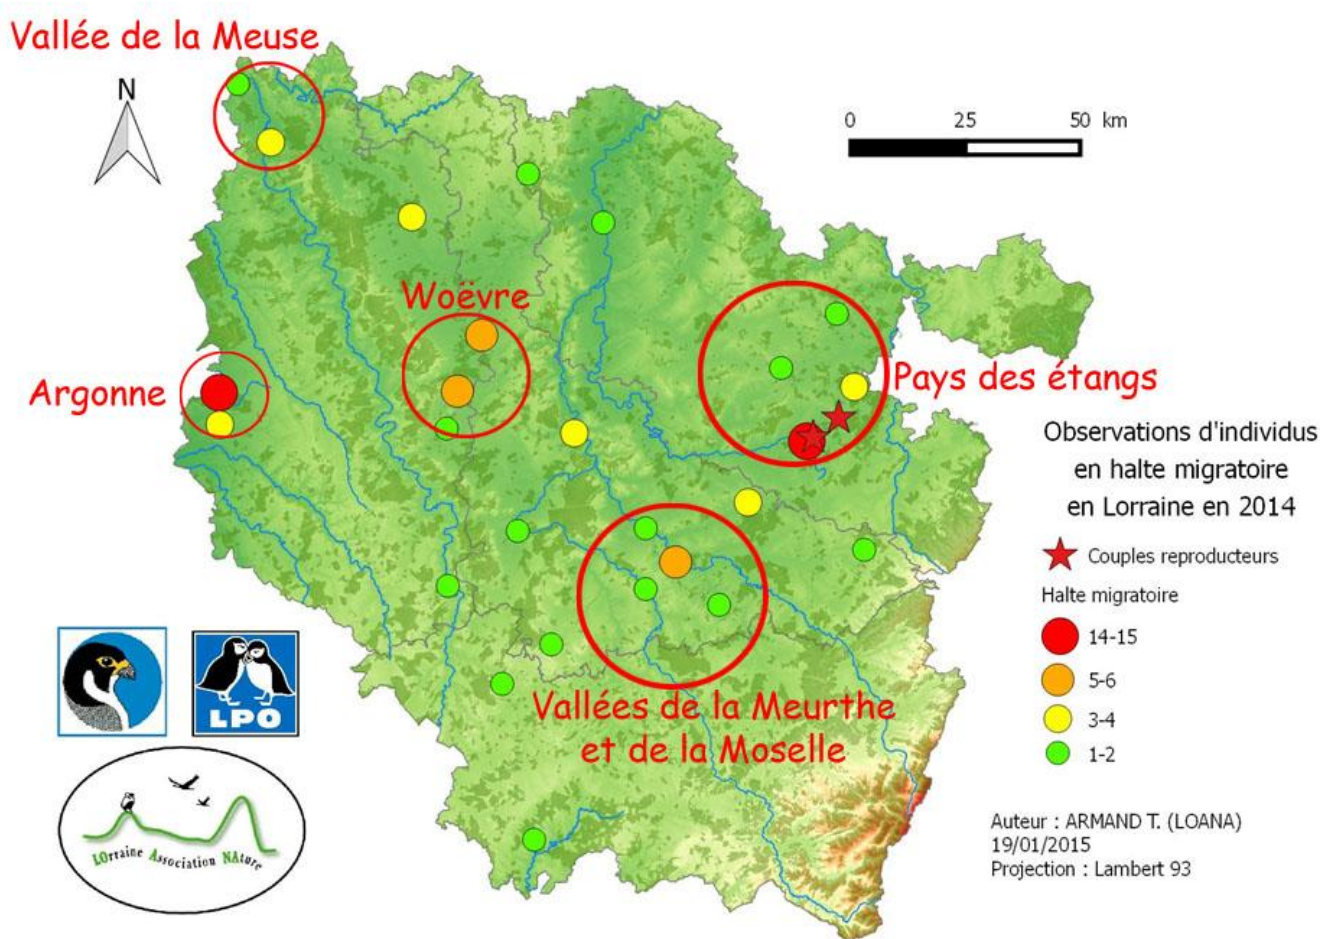 Vallée de la Meuse
N
0 25 50 km
Woëvre
Argonne
Pays des étangs
Observations d'individus
en halte migratoire
en Lorraine en 2014
Couples reproducteurs
Halte migratoire
14-15
5-6
3-4
1-2
Vallées de la Meurthe
et de la Moselle
LPO
LOrraine Association NAture
Auteur : ARMAND T. (LOANA)
19/01/2015
Projection : Lambert 93